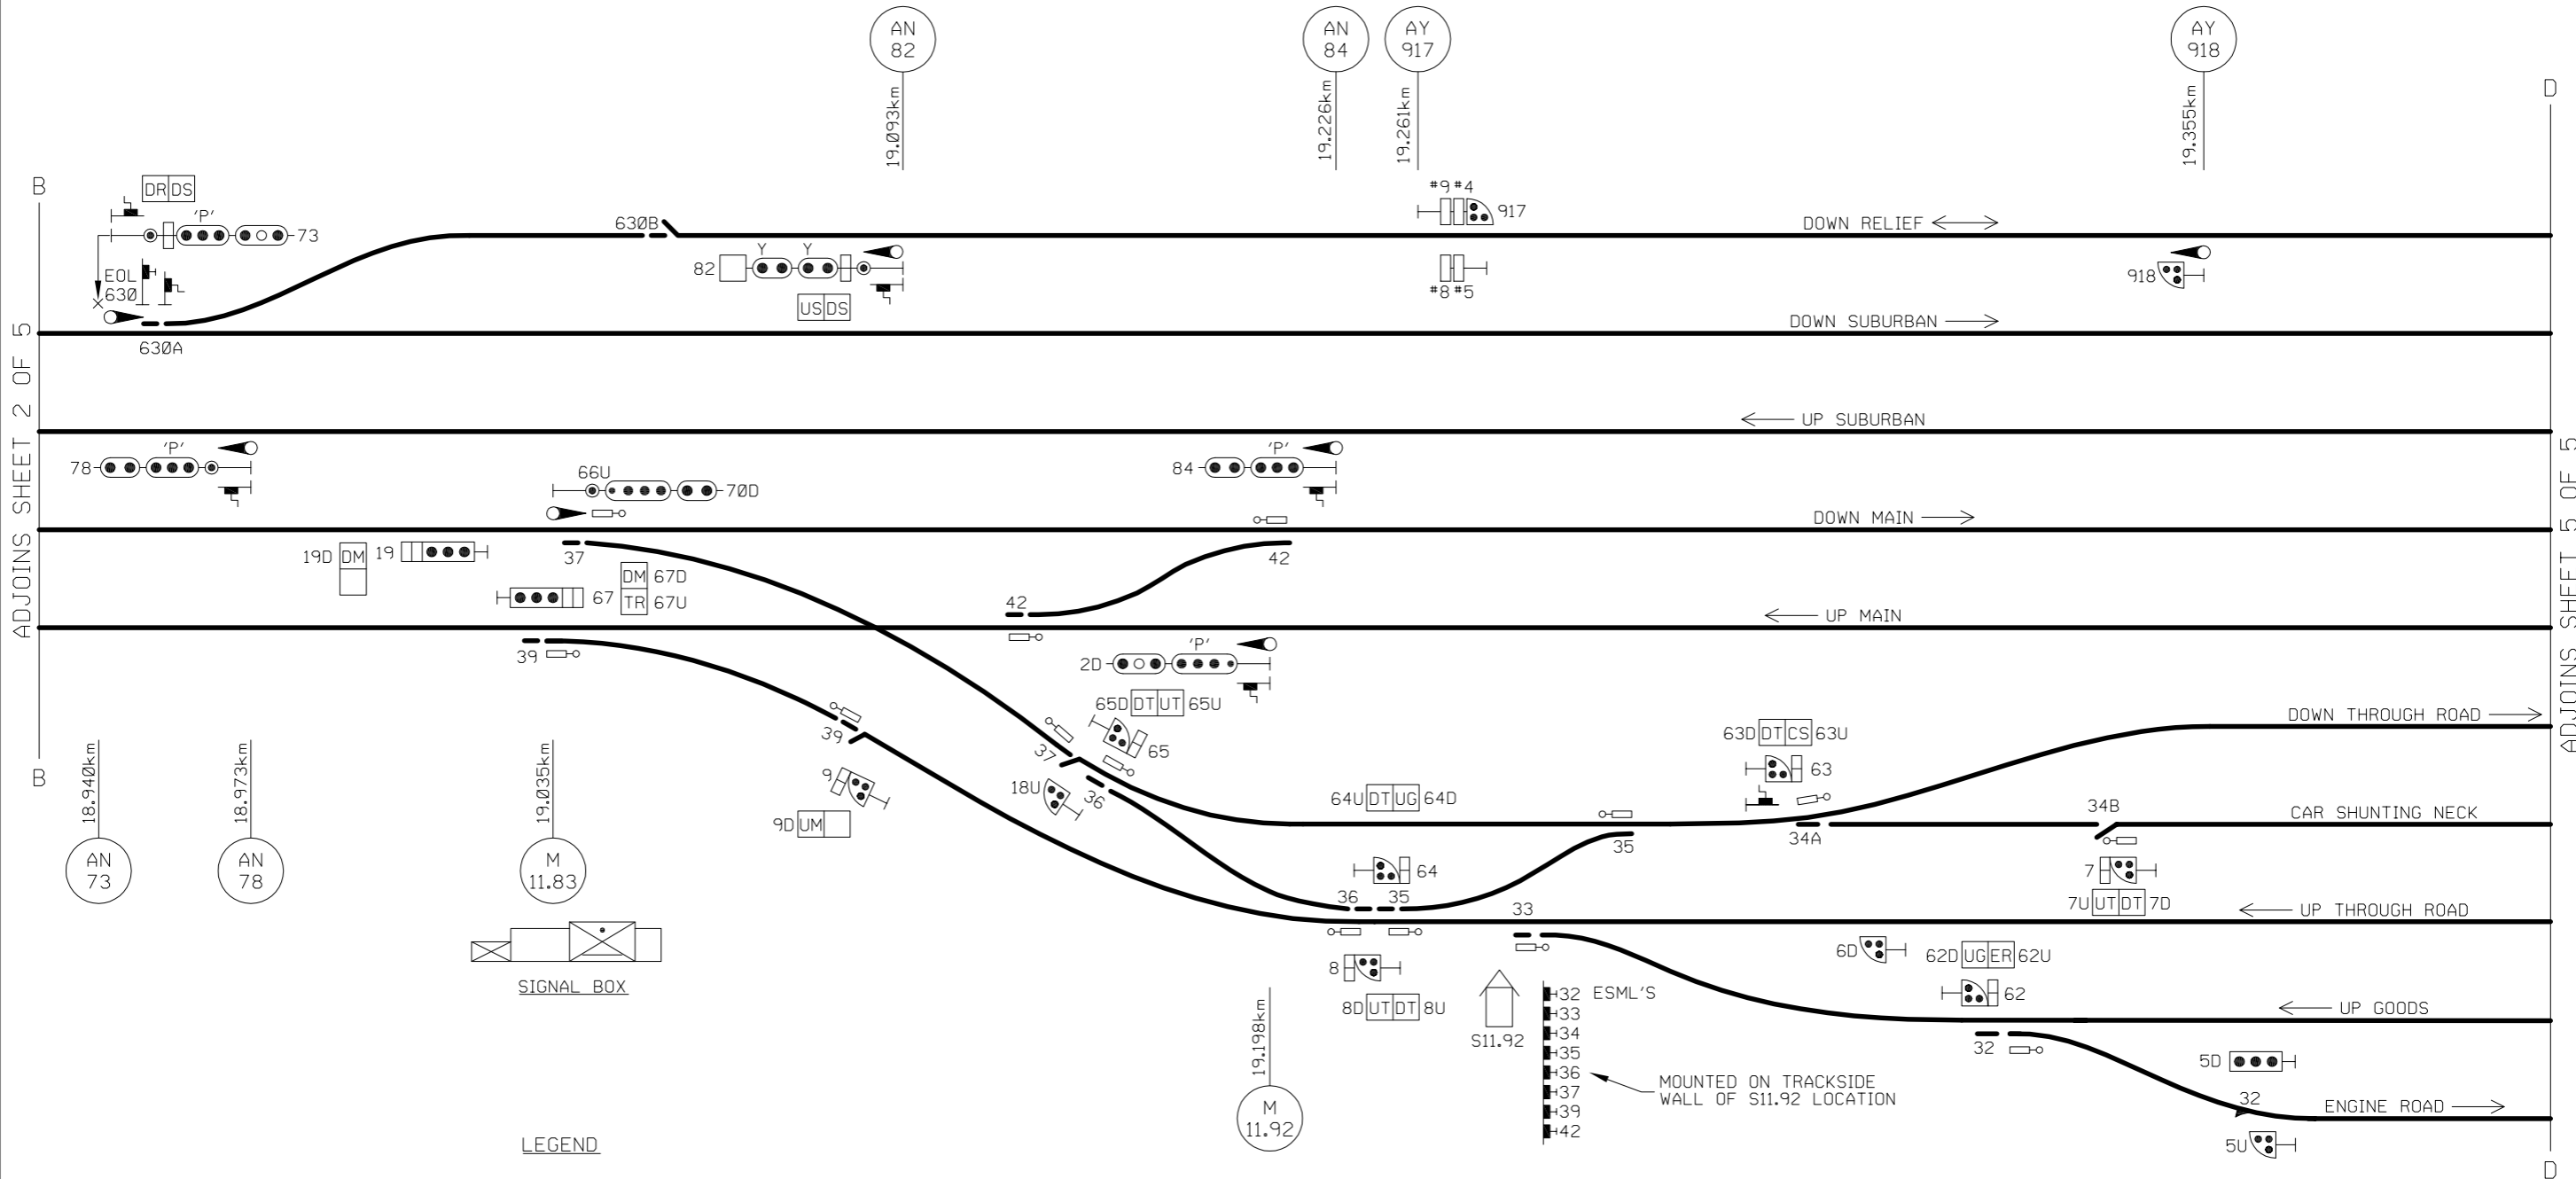 AN
82
19.093km
AN
84
19.226km
AY
917
19.261km
AY
918
19.355km
B
D
DR DS
'P'
73
EOL
630
630A
630B
82
Y Y
US DS
#9 #4
917
#8 #5
DOWN RELIEF
918
DOWN SUBURBAN
UP SUBURBAN
ADJOINS SHEET 2 OF 5
ADJOINS SHEET 5 OF 5
78
'P'
66U
70D
84
'P'
DOWN MAIN
19D DM
19
37
DM 67D
TR 67U
67
42
42
UP MAIN
39
2D
'P'
65D DT UT 65U
65
39
37
9
9D UM
18U
36
64U DT UG 64D
63D DT CS 63U
63
DOWN THROUGH ROAD
34A
34B
CAR SHUNTING NECK
35
64
36
35
7
7U UT DT 7D
UP THROUGH ROAD
33
8
8D UT DT 8U
6D
62D UG ER 62U
62
UP GOODS
32
5D
32
ENGINE ROAD
5U
B
D
18.940km
AN
73
18.973km
AN
78
19.035km
M
11.83
SIGNAL BOX
19.198km
M
11.92
S11.92
32 ESML'S
33
34
35
36
37
39
42
MOUNTED ON TRACKSIDE
WALL OF S11.92 LOCATION
LEGEND